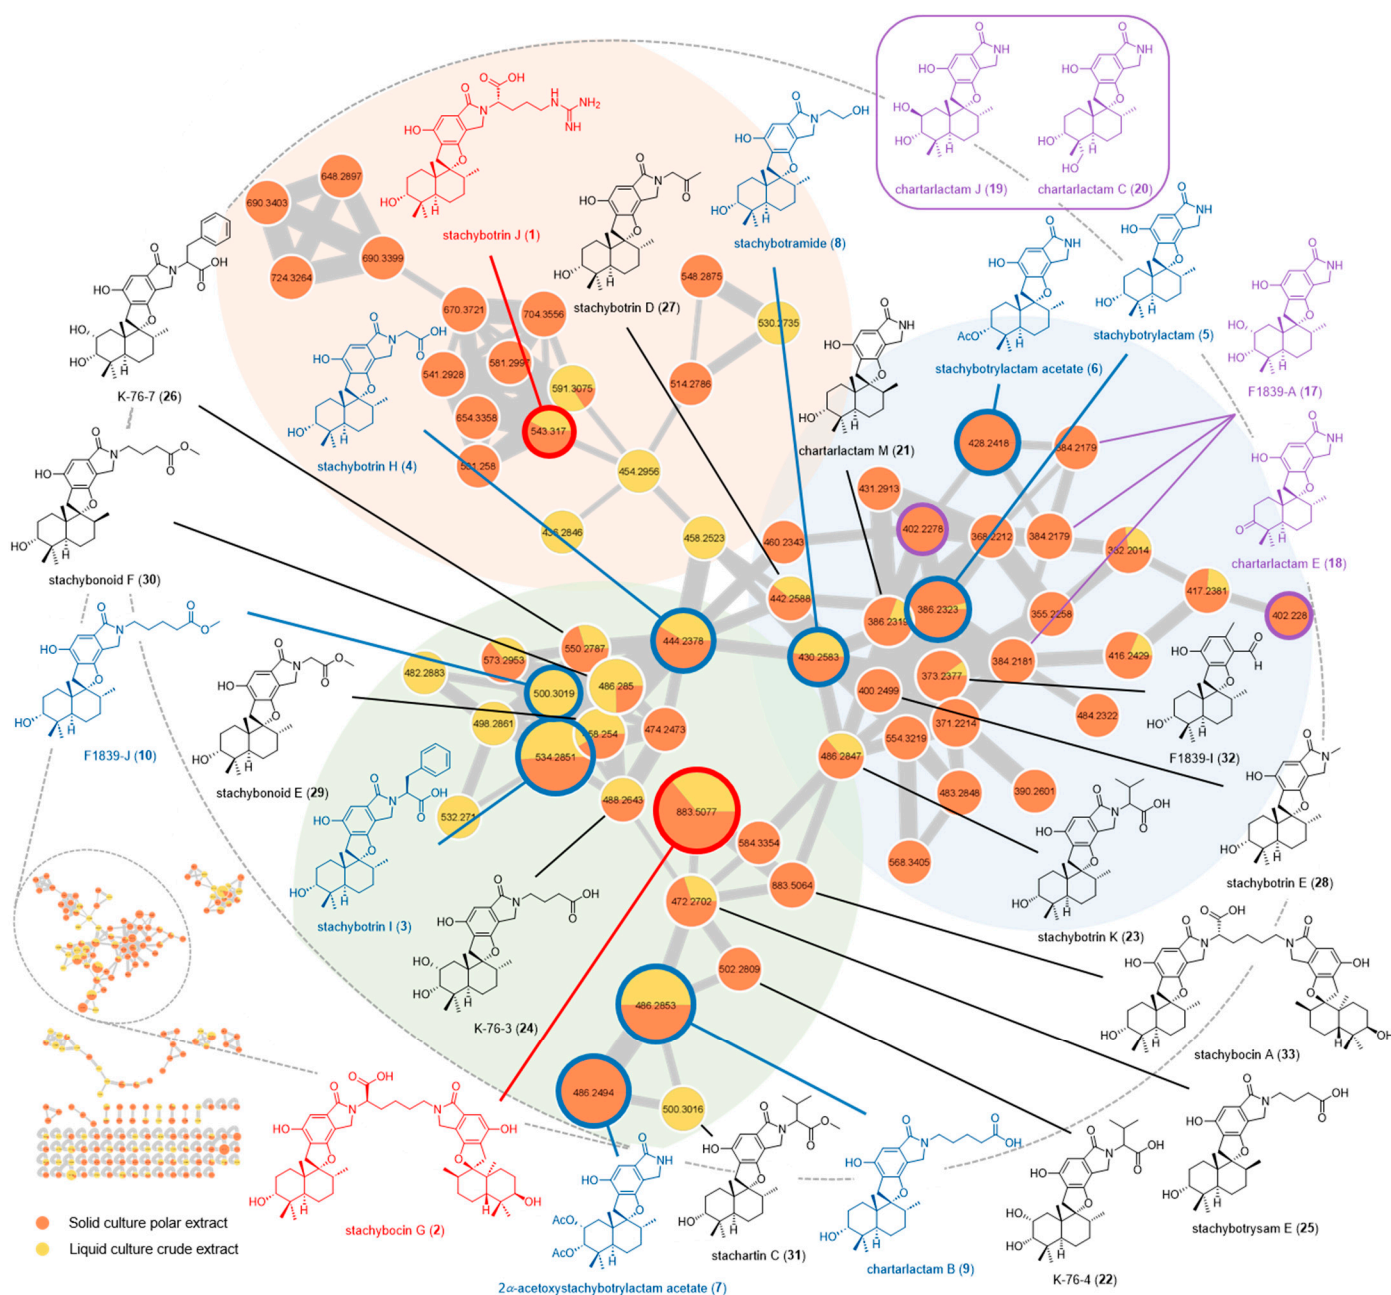 stachybotrin J (1)
stachybotramide (8)
chartarlactam J (19)
chartarlactam C (20)
stachybotrin D (27)
stachybotrylactam acetate (6)
stachybotrylactam (5)
F1839-A (17)
chartarlactam E (18)
K-76-7 (26)
stachybotrin H (4)
chartarlactam M (21)
stachybonoid F (30)
F1839-J (10)
stachybonoid E (29)
stachybotrin I (3)
K-76-3 (24)
F1839-I (32)
stachybotrin E (28)
stachybotrin K (23)
stachybocin A (33)
stachybocin G (2)
2α-acetoxystachybotrylactam acetate (7)
stachartin C (31)
chartarlactam B (9)
K-76-4 (22)
stachybotrysam E (25)
648.2897
690.3403
690.3399
724.3264
670.3721
704.3556
581.2997
541.2928
591.3075
654.3358
543.317
548.2875
530.2735
514.2786
454.2956
458.2523
460.2343
442.2588
444.2378
430.2583
428.2418
384.2179
431.2913
402.2278
368.2212
384.2179
382.2014
417.2381
402.228
386.2319
386.2323
355.2258
384.2181
416.2429
373.2377
400.2499
484.2322
371.2214
554.3219
486.2847
483.2848
390.2601
568.3405
550.2787
573.2953
482.2883
500.3019
486.285
498.2861
474.2473
534.2851
488.2643
532.271
883.5077
584.3354
883.5064
472.2702
502.2809
486.2853
486.2494
500.3016
Solid culture polar extract
Liquid culture crude extract